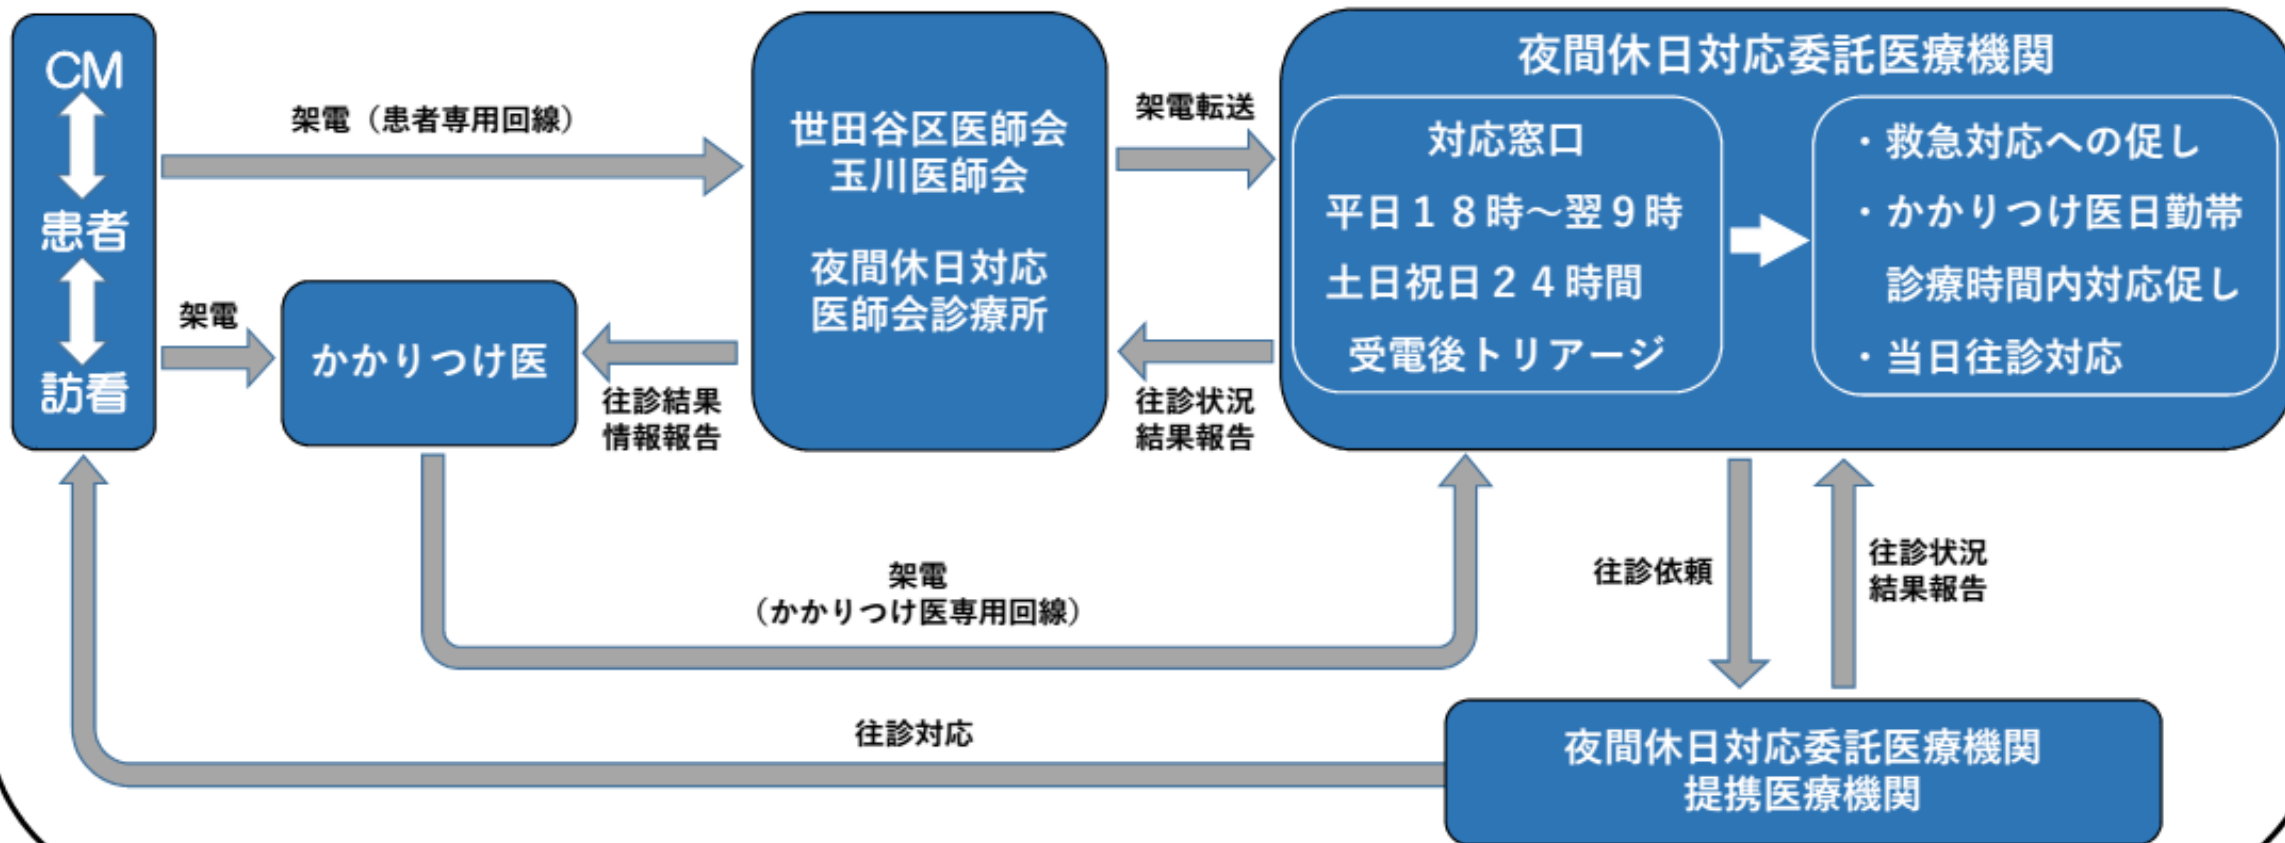 CM
患者
訪看
架電（患者専用回線）
架電
かかりつけ医
世田谷区医師会
玉川医師会
夜間休日対応
医師会診療所
往診結果
情報報告
架電転送
往診状況
結果報告
夜間休日対応委託医療機関
対応窓口
平日１８時～翌９時
土日祝日２４時間
受電後トリアージ
・救急対応への促し
・かかりつけ医日勤帯
診療時間内対応促し
・当日往診対応
架電
（かかりつけ医専用回線）
往診依頼
往診状況
結果報告
往診対応
夜間休日対応委託医療機関
提携医療機関